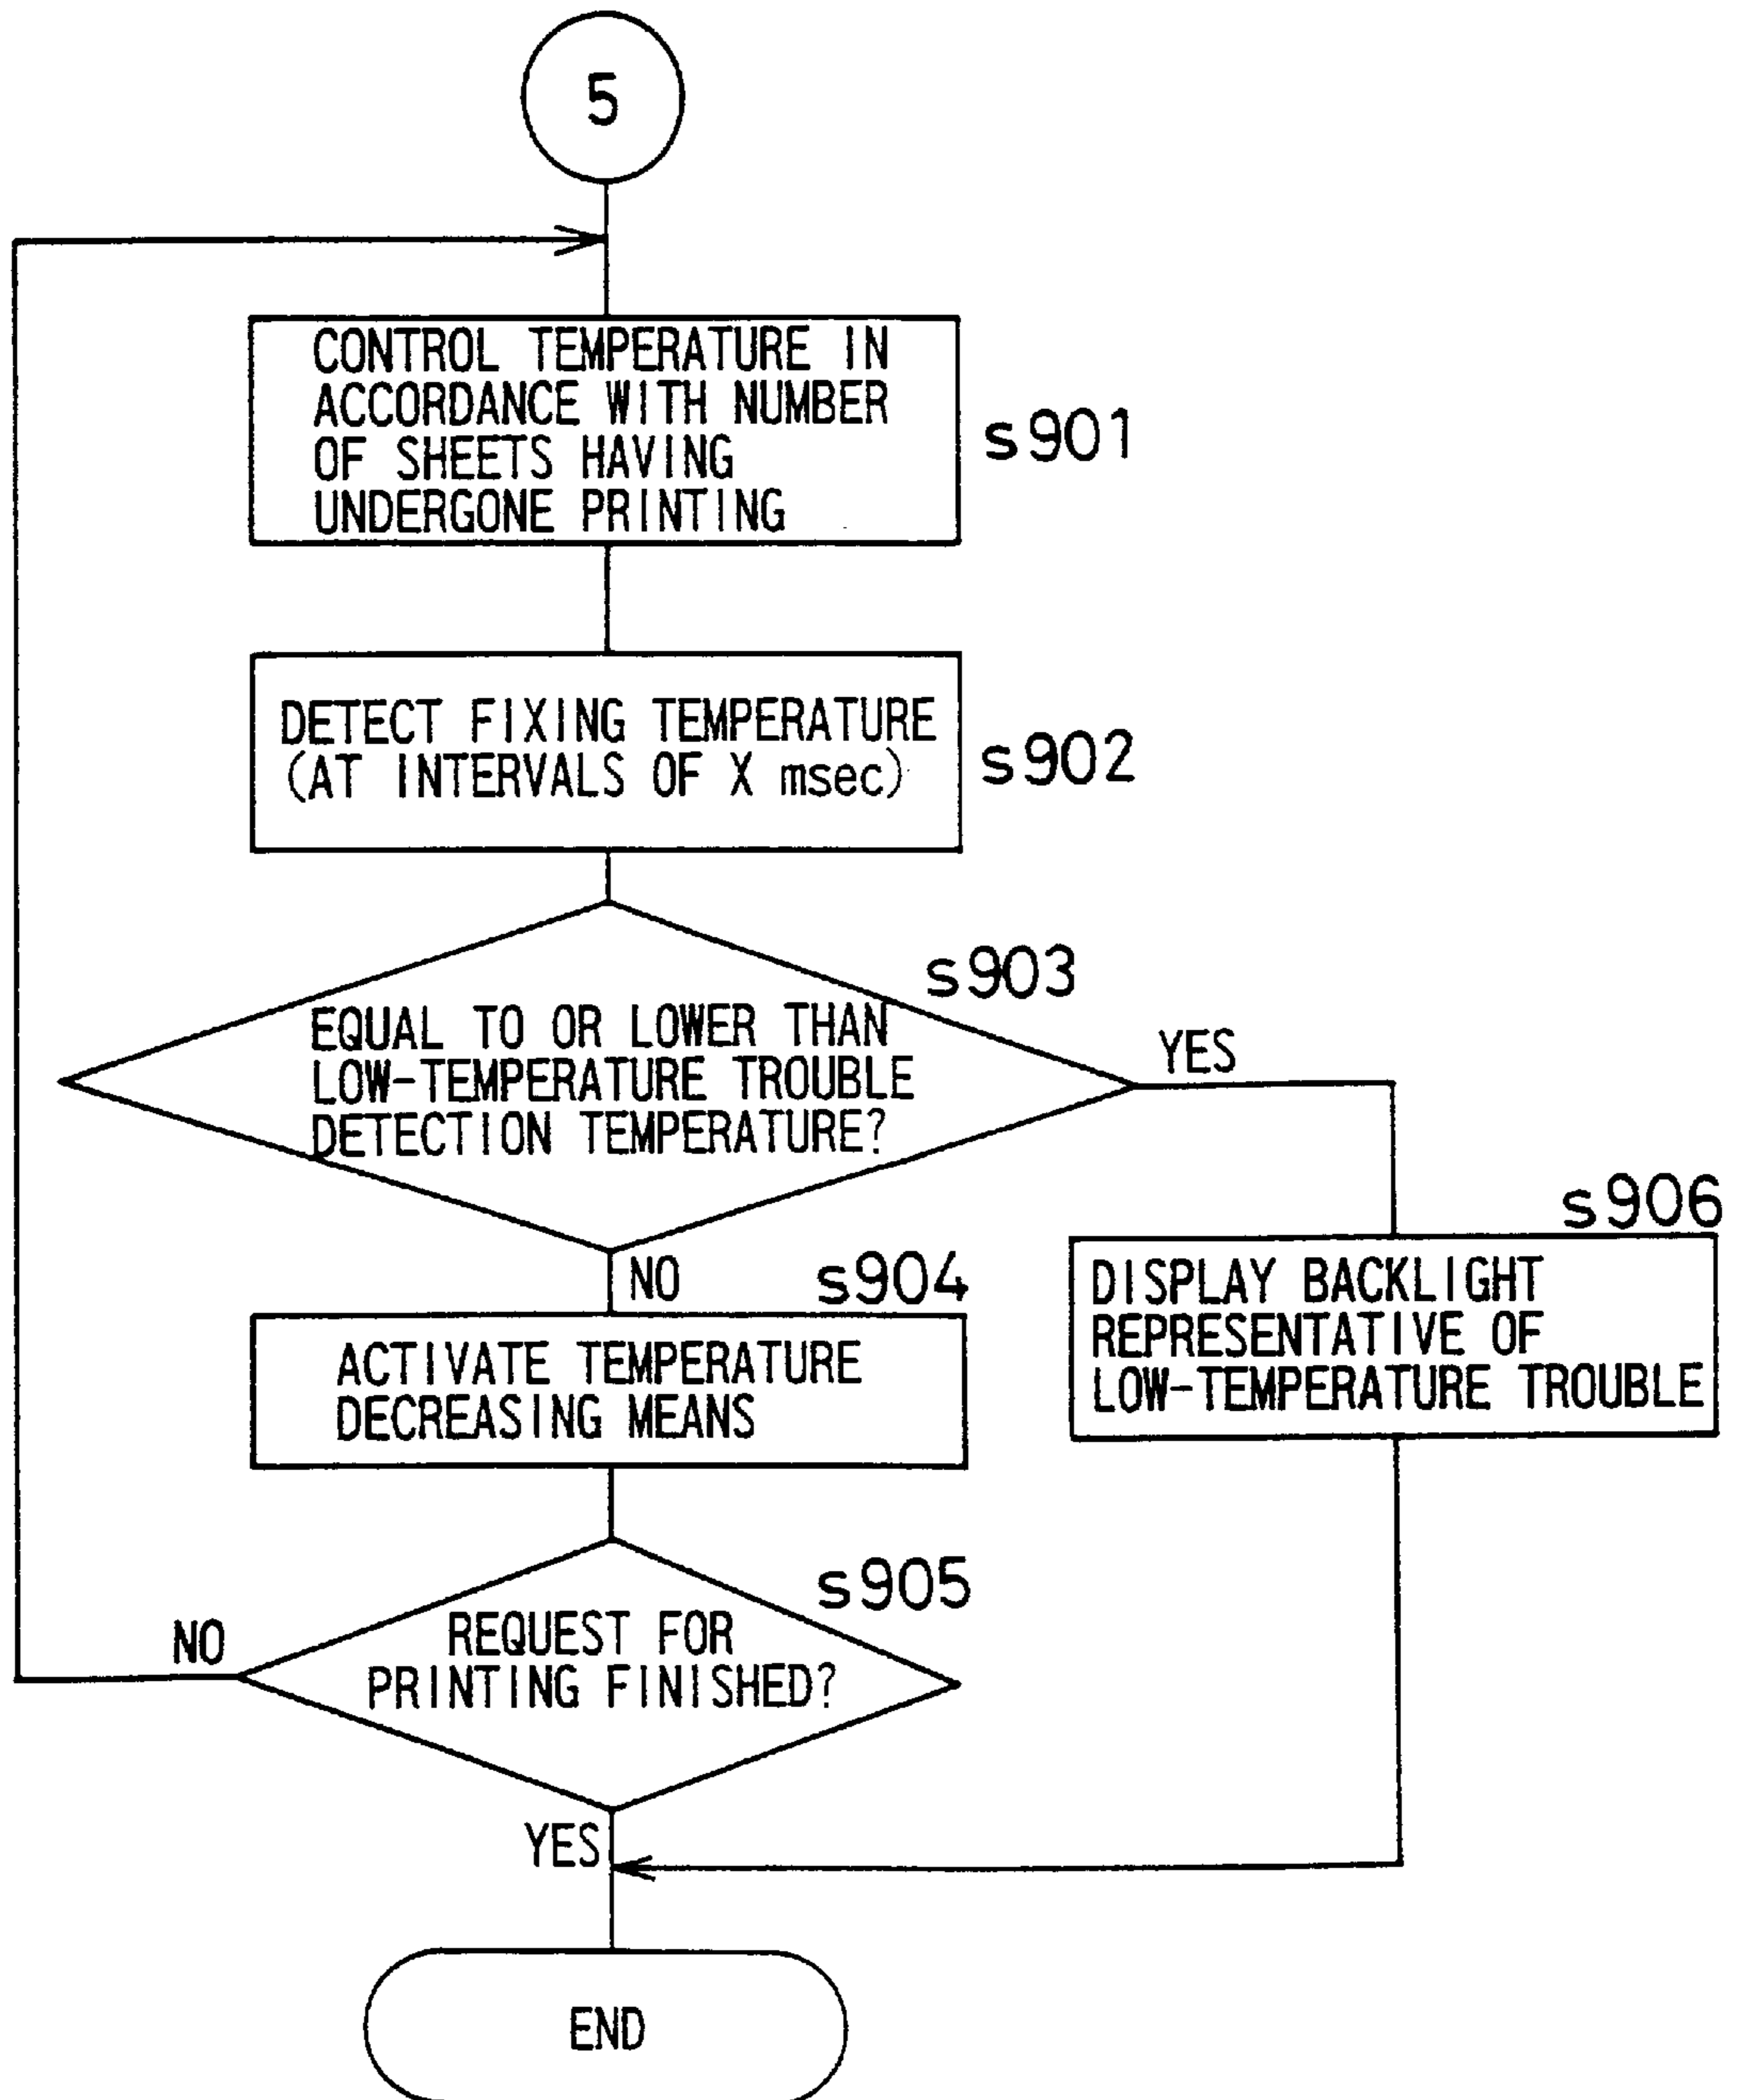 5
CONTROL TEMPERATURE IN
ACCORDANCE WITH NUMBER
OF SHEETS HAVING
UNDERGONE PRINTING
s901
DETECT FIXING TEMPERATURE
(AT INTERVALS OF X msec)
s902
s903
EQUAL TO OR LOWER THAN
LOW-TEMPERATURE TROUBLE
DETECTION TEMPERATURE?
YES
NO
s904
s906
ACTIVATE TEMPERATURE
DECREASING MEANS
DISPLAY BACKLIGHT
REPRESENTATIVE OF
LOW-TEMPERATURE TROUBLE
s905
REQUEST FOR
PRINTING FINISHED?
NO
YES
END